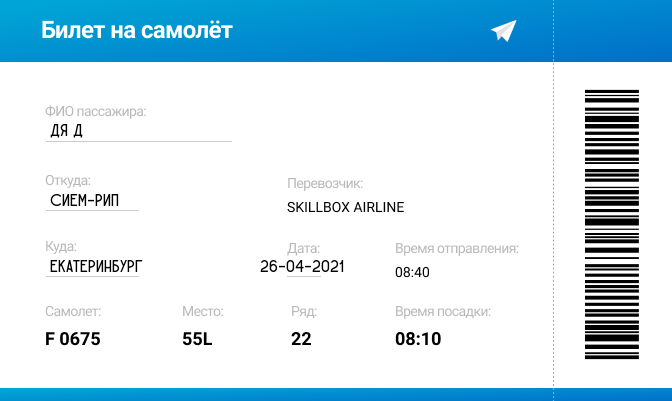 Билет на самолёт
ФИО пассажира:
ДЯ Д
Откуда:
СИЕМ-РИП
Перевозчик:
SKILLBOX AIRLINE
Куда:
ЕКАТЕРИНБУРГ
Дата:
26-04-2021
Время отправления:
08:40
Самолет:
F 0675
Место:
55L
Ряд:
22
Время посадки:
08:10